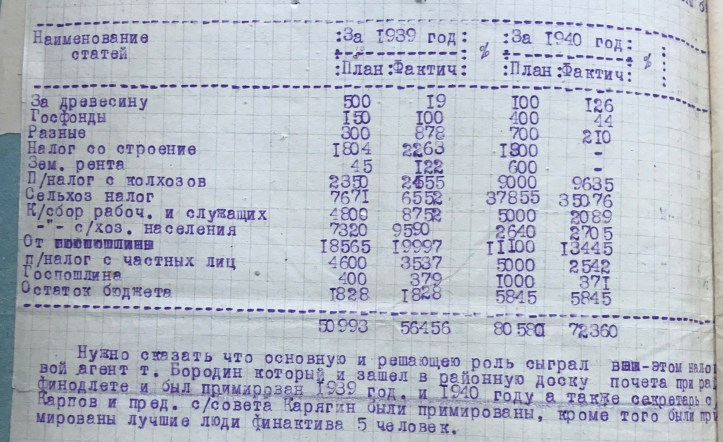 Наименование :За 1939 год: % :За 1940 год: %
статей
:План:Фактич: :План:Фактич:
За древесину 500 19 100 126
Госфонды 150 100 400 44
Разные 300 878 700 210
Налог со строение 1804 2263 1800 -
Зем. рента 45 122 600 -
П/налог с колхозов 2350 24555 9000 9635
Сельхоз налог 7671 6552 37855 35076
К/сбор рабоч. и служащих 4800 8752 5000 2089
-"- с/хоз. населения 7320 9590 2640 2705
От 18565 19997 11100 13445
п/налог с частных лиц 4600 3537 5000 2542
Госпошлина 400 379 1000 371
Остаток бюджета 1828 1828 5845 5845
50993 56456 80580 72360
Нужно сказать что основную и решающею роль сыграл этом
вой агент т. Бородин который и зашел в районную доску почета при
финодлете и был примирован 1939 год. и 1940 году а также секретарь с
Карпов и пред. с/совета Карягин были примированы, кроме того были
мированы лучшие люди финактива 5 человек.